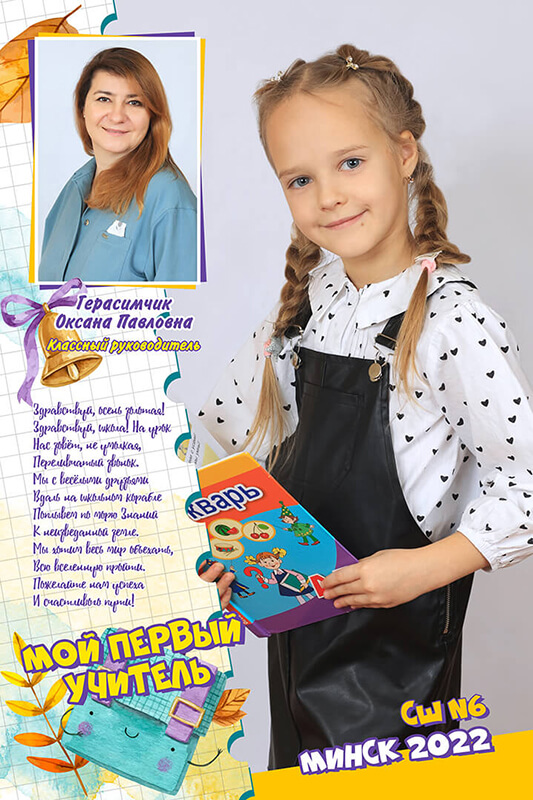 Герасимчик
Оксана Павловна
Классный руководитель
Здравствуй, осень золотая!
Здравствуй, школа! На урок
Нас зовёт, не умолкая,
Переливчатый звонок.
Мы с весёлыми друзьями
Вдаль на школьном корабле
Поплывем по морю Знаний
К неизведанной земле.
Мы хотим весь мир объехать,
Всю вселенную пройти.
Пожелайте нам успеха
И счастливого пути!
КВАРЬ
МОЙ ПЕРВЫЙ
УЧИТЕЛЬ
СШ №6
МИНСК 2022